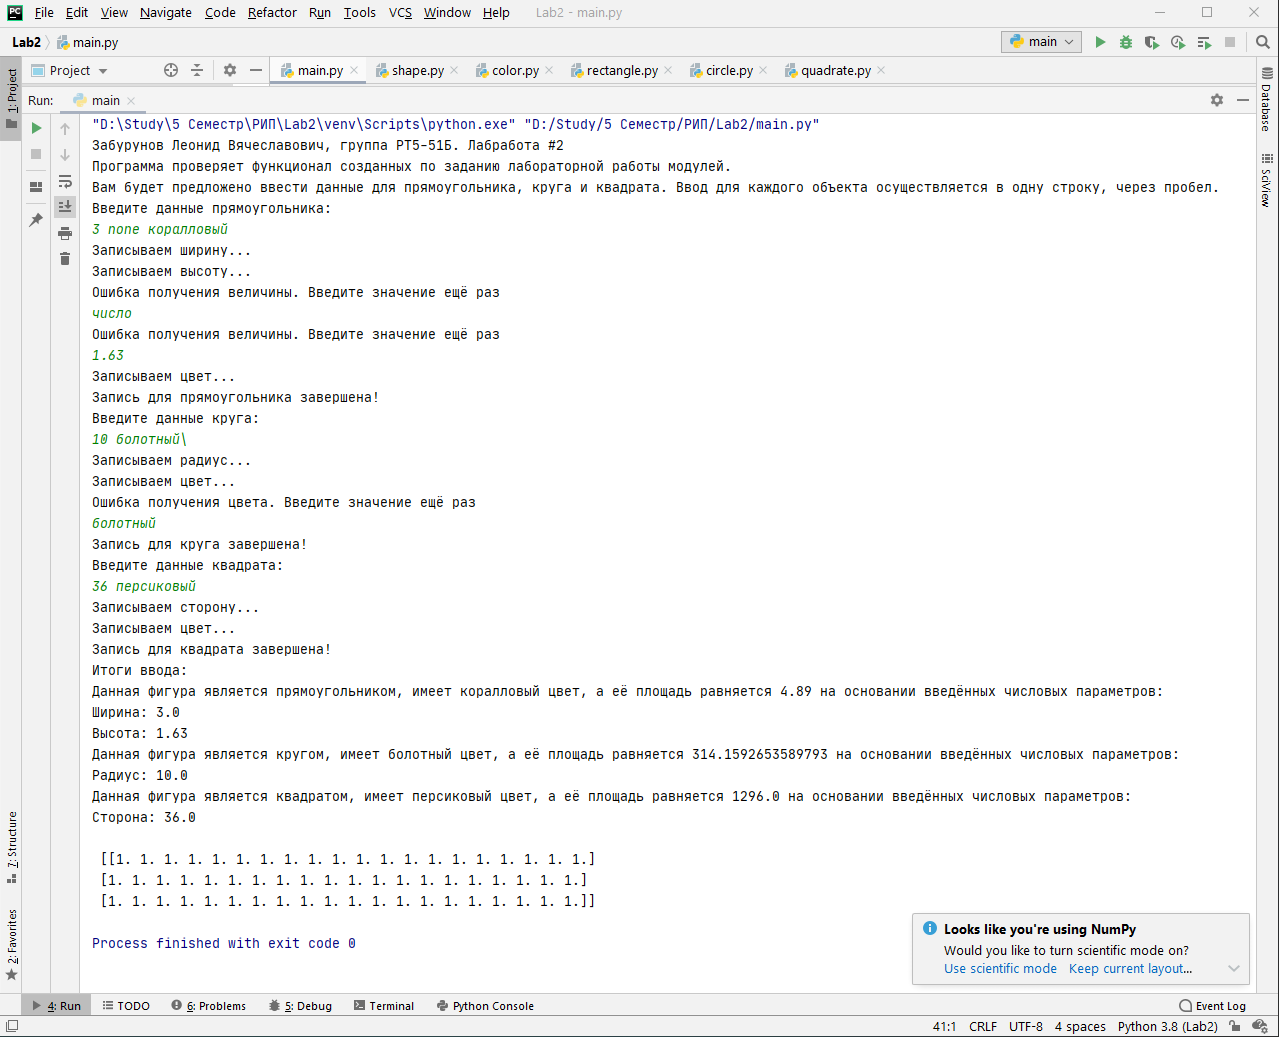 PC File Edit View Navigate Code Refactor Run Tools VCS Window Help Lab2 - main.py
Lab2 main.py main
Project main.py shape.py color.py rectangle.py circle.py quadrate.py
1: Project
Run: main
"D:\Study\5 Семестр\РИП\Lab2\venv\Scripts\python.exe" "D:/Study/5 Семестр/РИП/Lab2/main.py"
Забурунов Леонид Вячеславович, группа РТ5-51Б. Лабработа #2
Программа проверяет функционал созданных по заданию лабораторной работы модулей.
Вам будет предложено ввести данные для прямоугольника, круга и квадрата. Ввод для каждого объекта осуществляется в одну строку, через пробел.
Введите данные прямоугольника:
3 none коралловый
Записываем ширину...
Записываем высоту...
Ошибка получения величины. Введите значение ещё раз
число
Ошибка получения величины. Введите значение ещё раз
1.63
Записываем цвет...
Запись для прямоугольника завершена!
Введите данные круга:
10 болотный\
Записываем радиус...
Записываем цвет...
Ошибка получения цвета. Введите значение ещё раз
болотный
Запись для круга завершена!
Введите данные квадрата:
36 персиковый
Записываем сторону...
Записываем цвет...
Запись для квадрата завершена!
Итоги ввода:
Данная фигура является прямоугольником, имеет коралловый цвет, а её площадь равняется 4.89 на основании введённых числовых параметров:
Ширина: 3.0
Высота: 1.63
Данная фигура является кругом, имеет болотный цвет, а её площадь равняется 314.1592653589793 на основании введённых числовых параметров:
Радиус: 10.0
Данная фигура является квадратом, имеет персиковый цвет, а её площадь равняется 1296.0 на основании введённых числовых параметров:
Сторона: 36.0
[[1. 1. 1. 1. 1. 1. 1. 1. 1. 1. 1. 1. 1. 1. 1. 1. 1. 1. 1. 1.]
[1. 1. 1. 1. 1. 1. 1. 1. 1. 1. 1. 1. 1. 1. 1. 1. 1. 1. 1. 1.]
[1. 1. 1. 1. 1. 1. 1. 1. 1. 1. 1. 1. 1. 1. 1. 1. 1. 1. 1. 1.]]
Process finished with exit code 0
Database
SciView
7: Structure
2: Favorites
Looks like you're using NumPy
Would you like to turn scientific mode on?
Use scientific mode Keep current layout...
4: Run TODO 6: Problems 5: Debug Terminal Python Console Event Log
41:1 CRLF UTF-8 4 spaces Python 3.8 (Lab2)